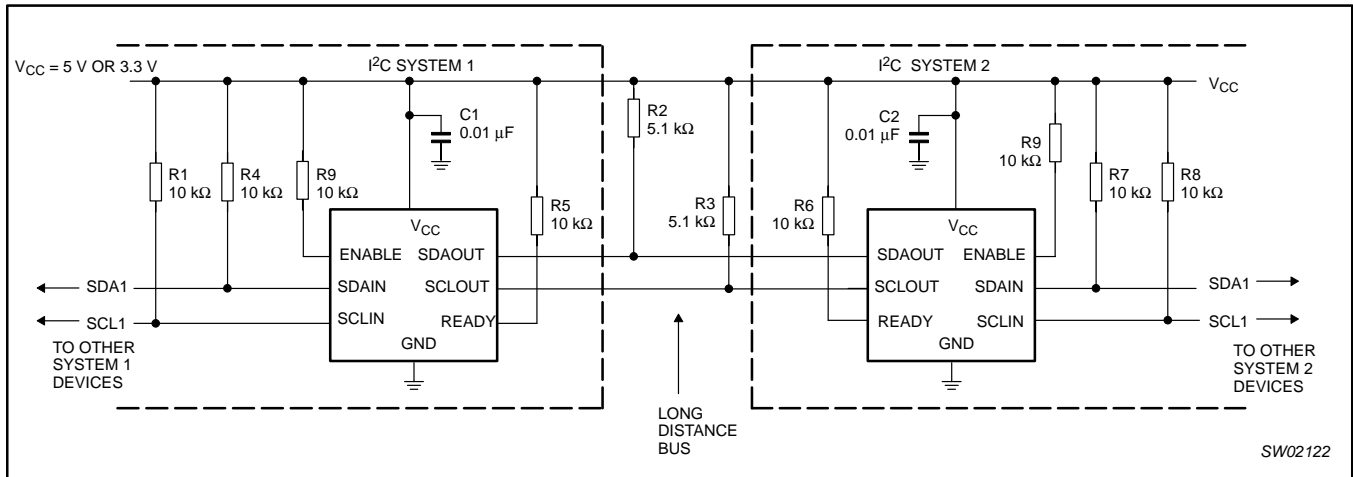 V_CC = 5 V OR 3.3 V
I²C SYSTEM 1
I²C SYSTEM 2
V_CC
C1
0.01 µF
R2
5.1 kΩ
C2
0.01 µF
R1
10 kΩ
R4
10 kΩ
R9
10 kΩ
R5
10 kΩ
R3
5.1 kΩ
R6
10 kΩ
R9
10 kΩ
R7
10 kΩ
R8
10 kΩ
V_CC
ENABLE
SDAOUT
SDAIN
SCLOUT
SCLIN
READY
GND
V_CC
SDAOUT
ENABLE
SCLOUT
SDAIN
READY
SCLIN
GND
SDA1
SCL1
TO OTHER
SYSTEM 1
DEVICES
SDA1
SCL1
TO OTHER
SYSTEM 2
DEVICES
LONG
DISTANCE
BUS
SW02122